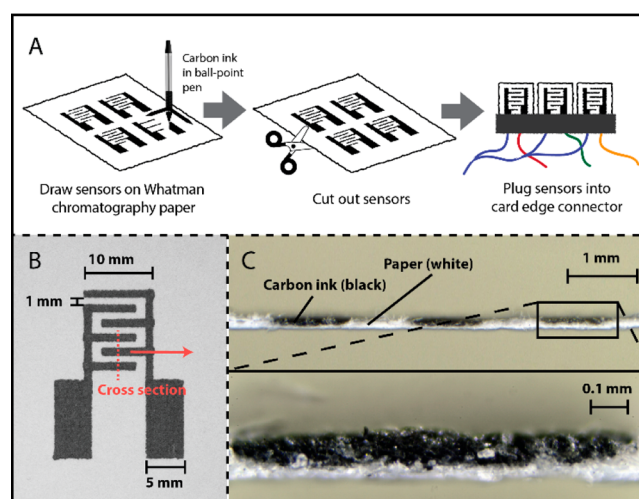 A
Carbon ink
in ball-point
pen
Draw sensors on Whatman
chromatography paper
Cut out sensors
Plug sensors into
card edge connector
B
10 mm
1 mm
Cross section
5 mm
C
Paper (white)
Carbon ink (black)
1 mm
0.1 mm